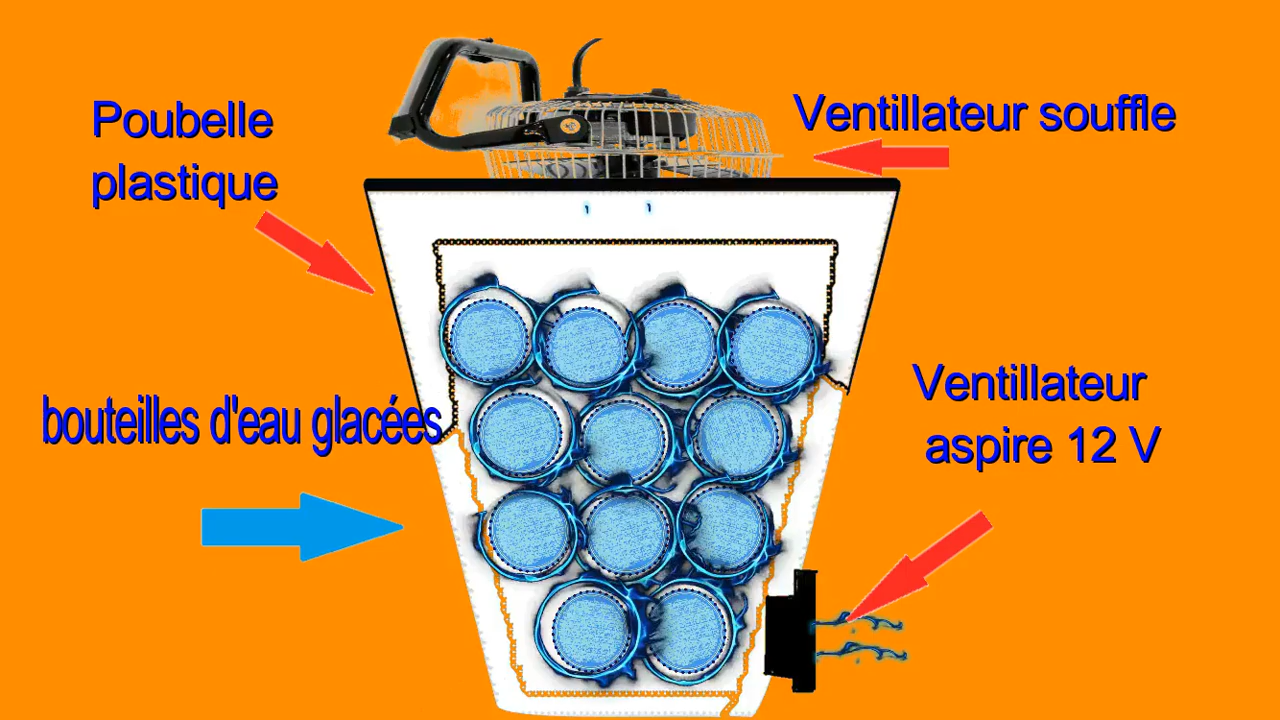 Poubelle
plastique
Ventillateur souffle
bouteilles d'eau glacées
Ventillateur
aspire 12 V